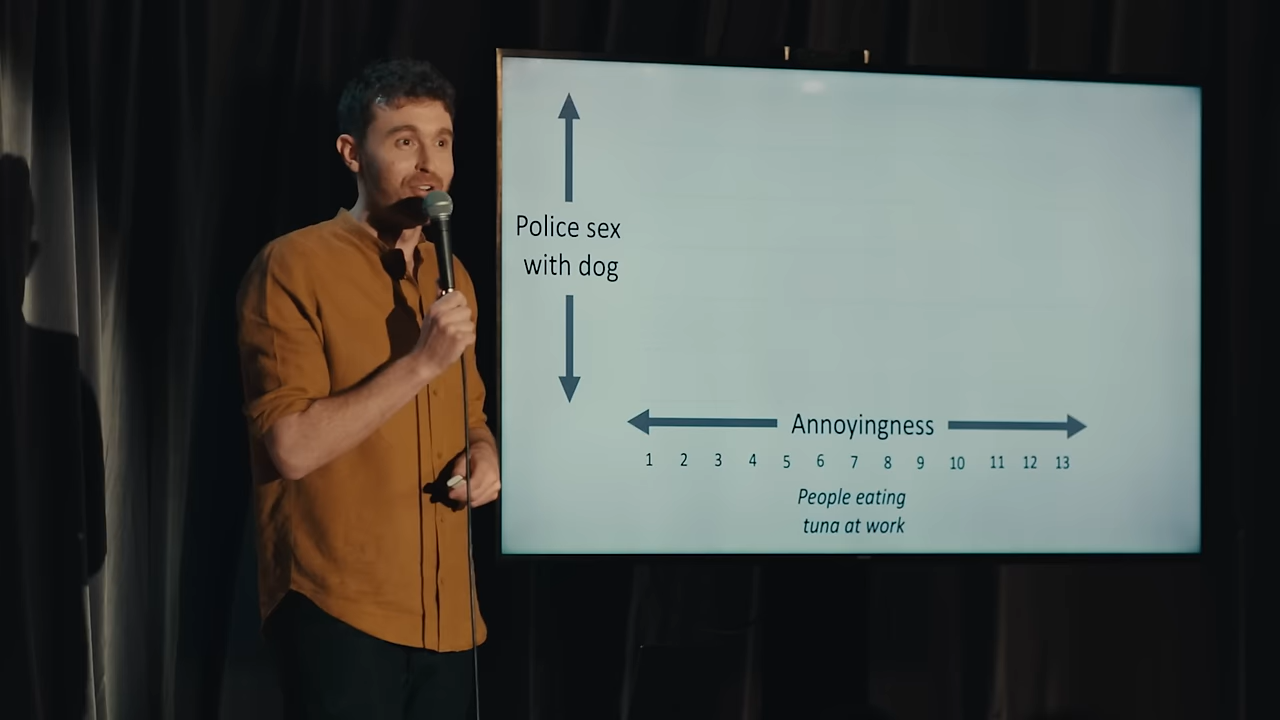 Police sex
with dog
Annoyingness
1 2 3 4 5 6 7 8 9 10 11 12 13
People eating
tuna at work